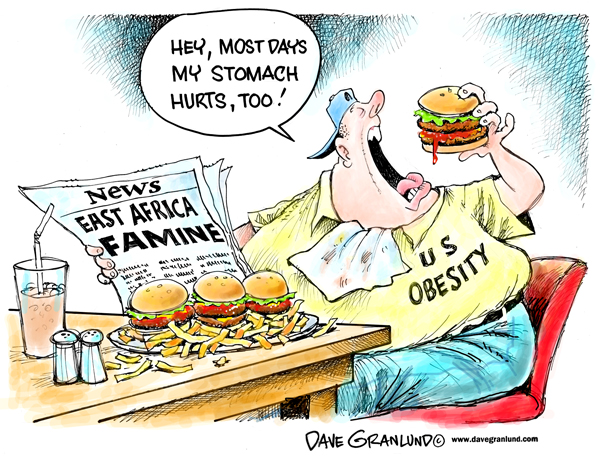 HEY, MOST DAYS
MY STOMACH
HURTS, TOO!
News
EAST AFRICA
FAMINE
U S
OBESITY
DAVE GRANLUND © www.davegranlund.com